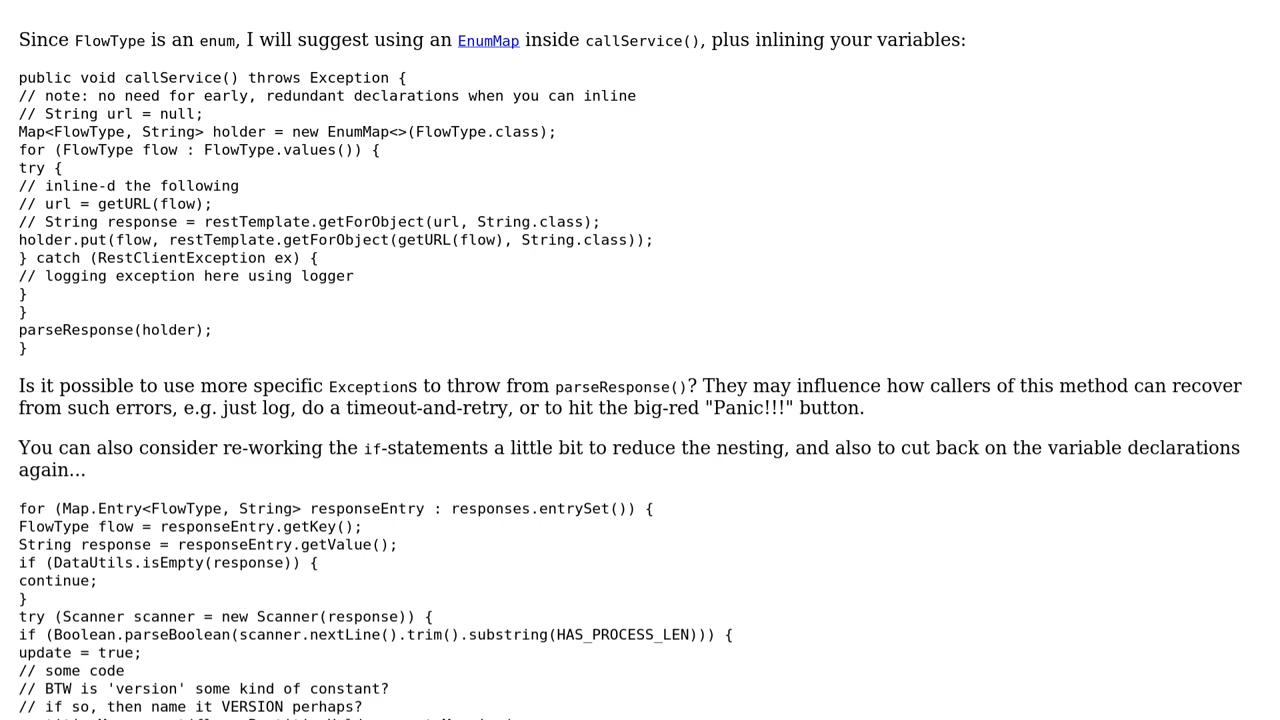 Since FlowType is an enum, I will suggest using an EnumMap inside callService(), plus inlining your variables:
public void callService() throws Exception {
// note: no need for early, redundant declarations when you can inline
// String url = null;
Map<FlowType, String> holder = new EnumMap<>(FlowType.class);
for (FlowType flow : FlowType.values()) {
try {
// inline-d the following
// url = getURL(flow);
// String response = restTemplate.getForObject(url, String.class);
holder.put(flow, restTemplate.getForObject(getURL(flow), String.class));
} catch (RestClientException ex) {
// logging exception here using logger
}
}
parseResponse(holder);
}
Is it possible to use more specific Exceptions to throw from parseResponse()? They may influence how callers of this method can recover
from such errors, e.g. just log, do a timeout-and-retry, or to hit the big-red "Panic!!!" button.
You can also consider re-working the if-statements a little bit to reduce the nesting, and also to cut back on the variable declarations
again...
for (Map.Entry<FlowType, String> responseEntry : responses.entrySet()) {
FlowType flow = responseEntry.getKey();
String response = responseEntry.getValue();
if (DataUtils.isEmpty(response)) {
continue;
}
try (Scanner scanner = new Scanner(response)) {
if (Boolean.parseBoolean(scanner.nextLine().trim().substring(HAS_PROCESS_LEN))) {
update = true;
// some code
// BTW is 'version' some kind of constant?
// if so, then name it VERSION perhaps?